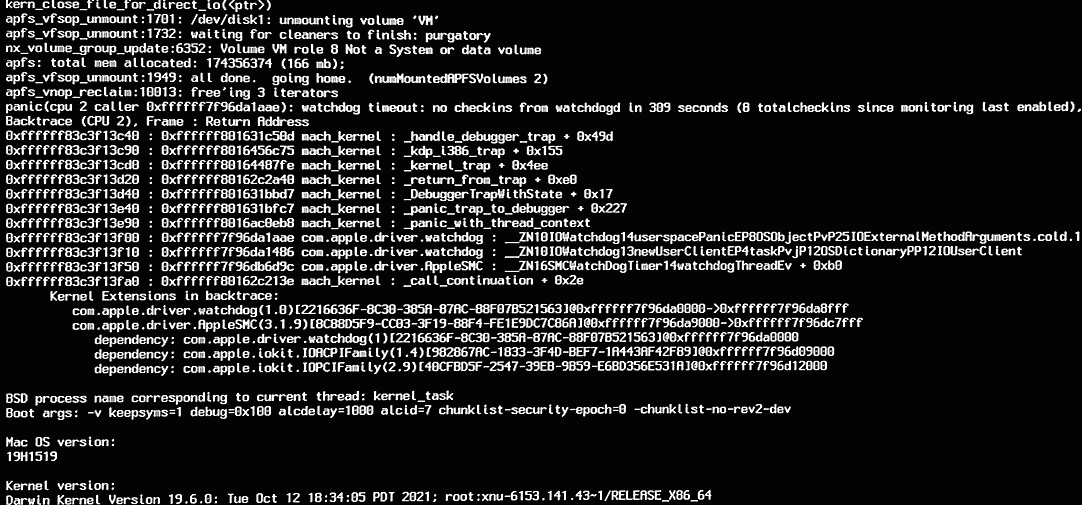 kern_close_file_for_direct_io(<ptr>)
apfs_vfsop_unmount:1701: /dev/disk1: unmounting volume 'VM'
apfs_vfsop_unmount:1732: waiting for cleaners to finish: purgatory
nx_volume_group_update:6352: Volume VM role 8 Not a System or data volume
apfs: total mem allocated: 174356374 (166 mb);
apfs_vfsop_unmount:1949: all done.  going home.  (numMountedAPFSVolumes 2)
apfs_vnop_reclaim:10013: free'ing 3 iterators
panic(cpu 2 caller 0xffffff7f96da1aae): watchdog timeout: no checkins from watchdogd in 309 seconds (8 totalcheckins since monitoring last enabled),
Backtrace (CPU 2), Frame : Return Address
0xffffff83c3f13c40 : 0xffffff801631c50d mach_kernel : _handle_debugger_trap + 0x49d
0xffffff83c3f13c90 : 0xffffff8016456c75 mach_kernel : _kdp_i386_trap + 0x155
0xffffff83c3f13cd0 : 0xffffff80164407fe mach_kernel : _kernel_trap + 0x4ee
0xffffff83c3f13d20 : 0xffffff80162c2a40 mach_kernel : _return_from_trap + 0xe0
0xffffff83c3f13d40 : 0xffffff801631bbd7 mach_kernel : _DebuggerTrapWithState + 0x17
0xffffff83c3f13e40 : 0xffffff801631bfc7 mach_kernel : _panic_trap_to_debugger + 0x227
0xffffff83c3f13e90 : 0xffffff8016ac0eb8 mach_kernel : _panic_with_thread_context
0xffffff83c3f13f00 : 0xffffff7f96da1aae com.apple.driver.watchdog : __ZN10IOWatchdog14userspacePanicEP8OSObjectPvP25IOExternalMethodArguments.cold.1
0xffffff83c3f13f10 : 0xffffff7f96da1486 com.apple.driver.watchdog : __ZN10IOWatchdog13newUserClientEP4taskPvjP12OSDictionaryPP12IOUserClient
0xffffff83c3f13f50 : 0xffffff7f96db6d9c com.apple.driver.AppleSMC : __ZN16SMCWatchDogTimer14watchdogThreadEv + 0xb0
0xffffff83c3f13fa0 : 0xffffff80162c213e mach_kernel : _call_continuation + 0x2e
Kernel Extensions in backtrace:
com.apple.driver.watchdog(1.0)[2216636F-8C30-385A-87AC-88F07B521563]@0xffffff7f96da0000->0xffffff7f96da8fff
com.apple.driver.AppleSMC(3.1.9)[8C88D5F9-CC03-3F19-88F4-FE1E9DC7C86A]@0xffffff7f96da9000->0xffffff7f96dc7fff
dependency: com.apple.driver.watchdog(1)[2216636F-8C30-385A-87AC-88F07B521563]@0xffffff7f96da0000
dependency: com.apple.iokit.IOACPIFamily(1.4)[982867AC-1833-3F4D-BEF7-1A443AF42F89]@0xffffff7f96d09000
dependency: com.apple.iokit.IOPCIFamily(2.9)[40CFBD5F-2547-39EB-9B59-E6BD356E531A]@0xffffff7f96d12000
BSD process name corresponding to current thread: kernel_task
Boot args: -v keepsyms=1 debug=0x100 alcdelay=1000 alcid=7 chunklist-security-epoch=0 -chunklist-no-rev2-dev
Mac OS version:
19H1519
Kernel version:
Darwin Kernel Version 19.6.0: Tue Oct 12 18:34:05 PDT 2021; root:xnu-6153.141.43~1/RELEASE_X86_64